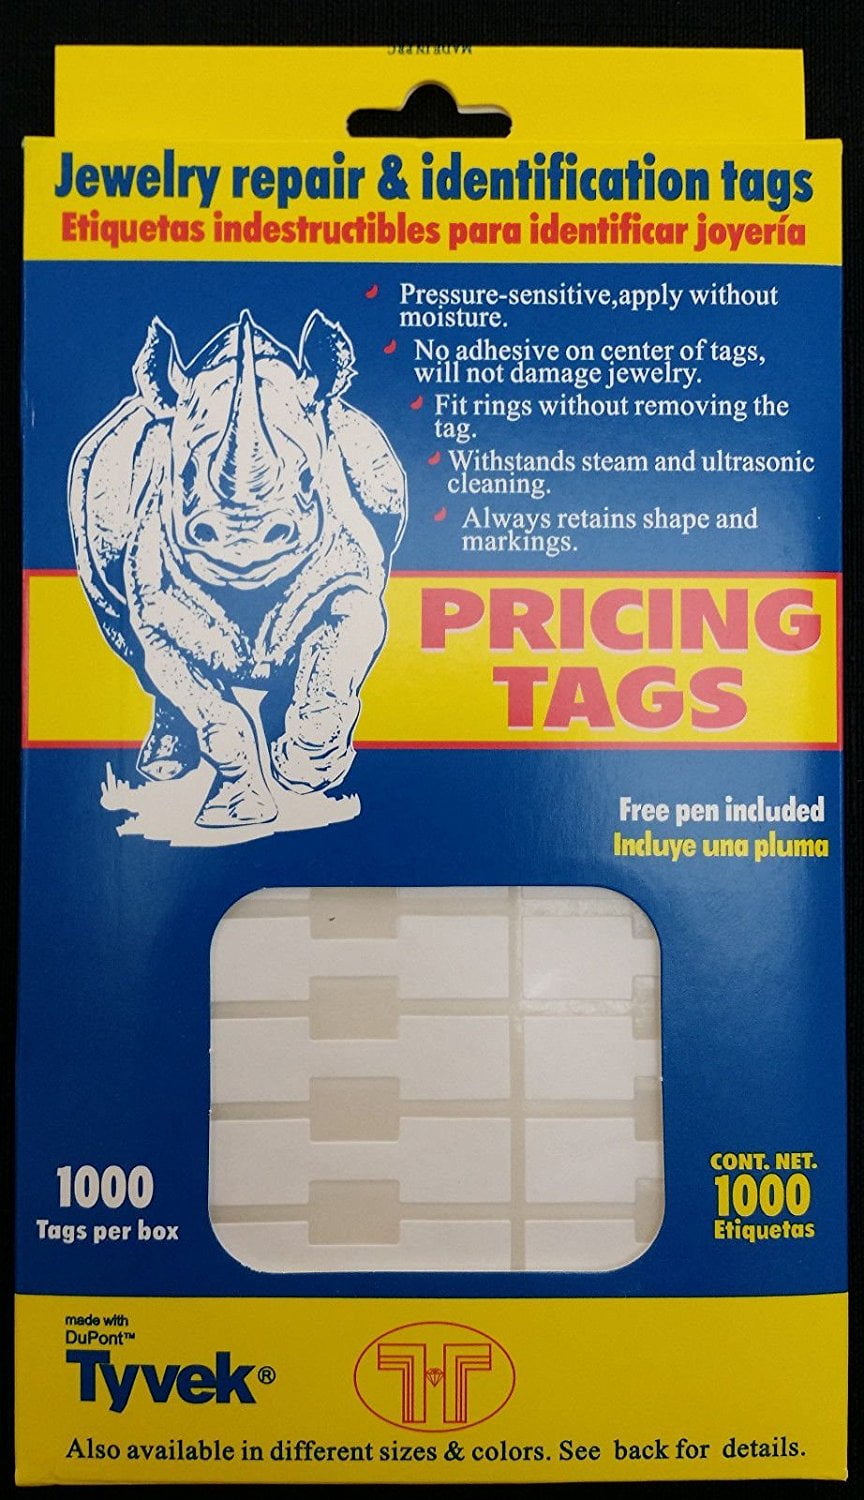 MADE IN P.R.C
Jewelry repair & identification tags
Etiquetas indestructibles para identificar joyería
Pressure-sensitive,apply without
moisture.
No adhesive on center of tags,
will not damage jewelry.
Fit rings without removing the
tag.
Withstands steam and ultrasonic
cleaning.
Always retains shape and
markings.
PRICING
TAGS
Free pen included
Incluye una pluma
1000
Tags per box
CONT. NET.
1000
Etiquetas
made with
DuPont™
Tyvek®
Also available in different sizes & colors. See back for details.